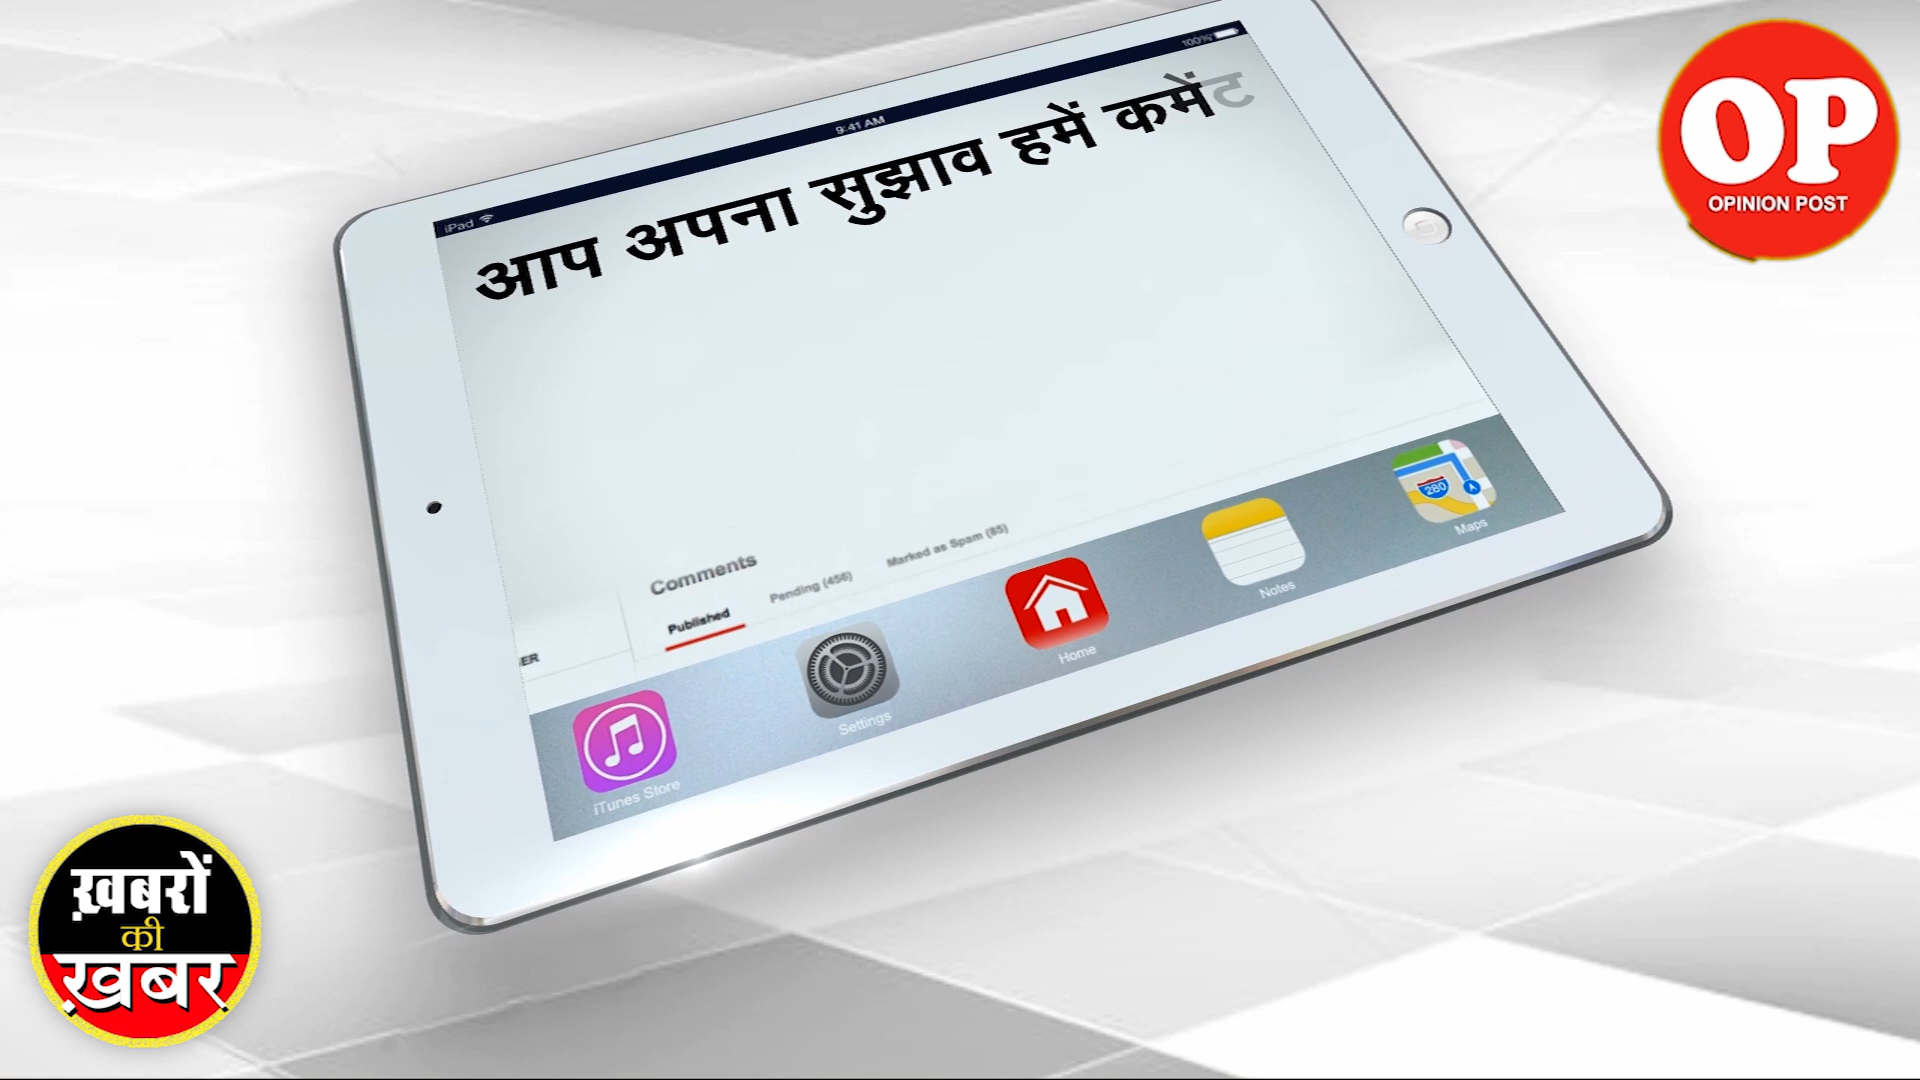 iPad
9:41 AM
100%
आप अपना सुझाव हमें कमेंट
Comments
Published
Pending (456)
Marked as Spam (85)
ER
iTunes Store
Settings
Home
Notes
280
Maps
OP
OPINION POST
ख़बरों
की
ख़बर